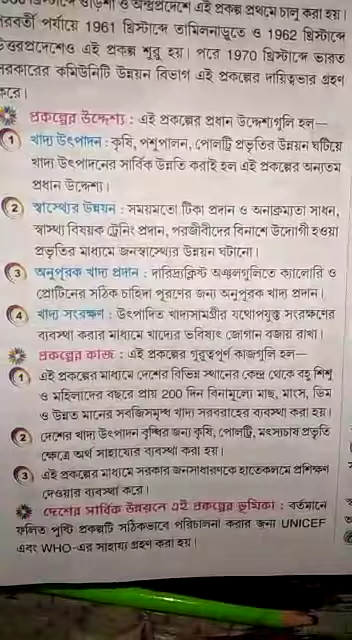 খ্রিস্টাব্দে ওড়িশা ও অন্ধ্রপ্রদেশে এই প্রকল্প প্রথমে চালু করা হয়।
পরবর্তী পর্যায়ে 1961 খ্রিস্টাব্দে তামিলনাড়ুতে ও 1962 খ্রিস্টাব্দে
উত্তরপ্রদেশেও এই প্রকল্প শুরু হয়। পরে 1970 খ্রিস্টাব্দে ভারত
সরকারের কমিউনিটি উন্নয়ন বিভাগ এই প্রকল্পের দায়িত্বভার গ্রহণ
করে।
প্রকল্পের উদ্দেশ্য : এই প্রকল্পের প্রধান উদ্দেশ্যগুলি হল—
1 খাদ্য উৎপাদন : কৃষি, পশুপালন, পোলট্রি প্রভৃতির উন্নয়ন ঘটিয়ে
খাদ্য উৎপাদনের সার্বিক উন্নতি করাই হল এই প্রকল্পের অন্যতম
প্রধান উদ্দেশ্য।
2 স্বাস্থ্যের উন্নয়ন : সময়মতো টিকা প্রদান ও অনাক্রম্যতা সাধন,
স্বাস্থ্য বিষয়ক ট্রেনিং প্রদান, পরজীবীদের বিনাশে উদ্যোগী হওয়া
প্রভৃতির মাধ্যমে জনস্বাস্থ্যের উন্নয়ন ঘটানো।
3 অনুপূরক খাদ্য প্রদান : দারিদ্র্যক্লিষ্ট অঞ্চলগুলিতে ক্যালোরি ও
প্রোটিনের সঠিক চাহিদা পূরণের জন্য অনুপূরক খাদ্য প্রদান।
4 খাদ্য সংরক্ষণ : উৎপাদিত খাদ্যসামগ্রীর যথোপযুক্ত সংরক্ষণের
ব্যবস্থা করার মাধ্যমে খাদ্যের ভবিষ্যৎ জোগান বজায় রাখা।
প্রকল্পের কাজ : এই প্রকল্পের গুরুত্বপূর্ণ কাজগুলি হল—
1 এই প্রকল্পের মাধ্যমে দেশের বিভিন্ন স্থানের কেন্দ্র থেকে বহু শিশু
ও মহিলাদের বছরে প্রায় 200 দিন বিনামূল্যে মাছ, মাংস, ডিম
ও উন্নত মানের সবজিসমৃদ্ধ খাদ্য সরবরাহের ব্যবস্থা করা হয়।
2 দেশের খাদ্য উৎপাদন বৃদ্ধির জন্য কৃষি, পোলট্রি, মৎস্যচাষ প্রভৃতি
ক্ষেত্রে অর্থ সাহায্যের ব্যবস্থা করা হয়।
3 এই প্রকল্পের মাধ্যমে সরকার জনসাধারণকে হাতেকলমে প্রশিক্ষণ
দেওয়ার ব্যবস্থা করে।
দেশের সার্বিক উন্নয়নে এই প্রকল্পের ভূমিকা : বর্তমানে
ফলিত পুষ্টি প্রকল্পটি সঠিকভাবে পরিচালনা করার জন্য UNICEF
এবং WHO-এর সাহায্য গ্রহণ করা হয়।